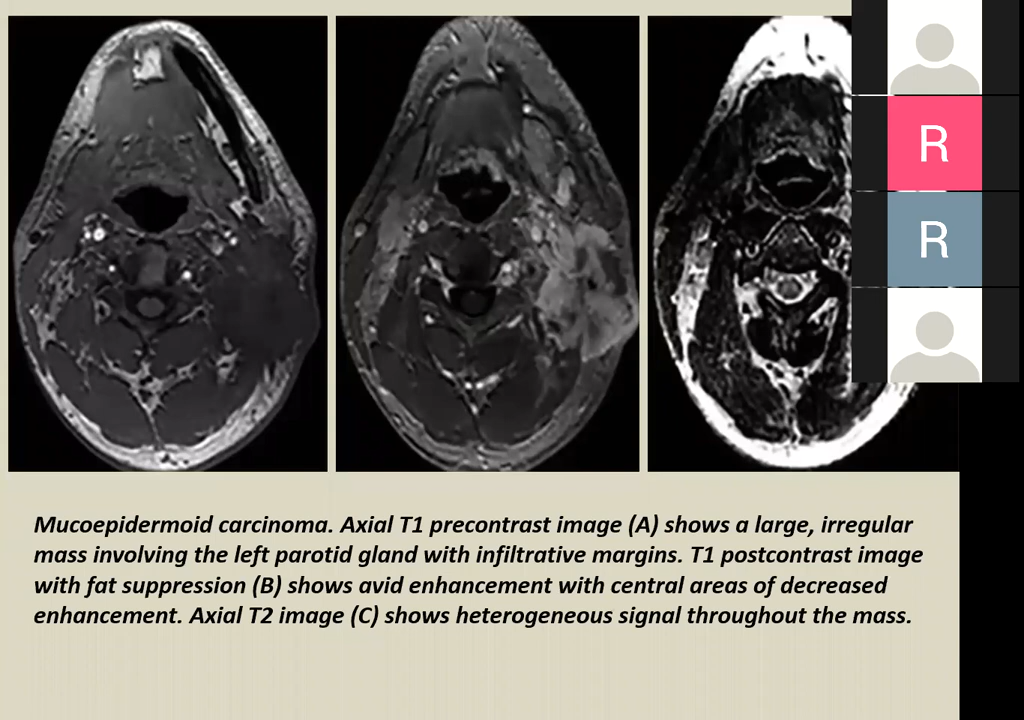 R
R
Mucoepidermoid carcinoma. Axial T1 precontrast image (A) shows a large, irregular
mass involving the left parotid gland with infiltrative margins. T1 postcontrast image
with fat suppression (B) shows avid enhancement with central areas of decreased
enhancement. Axial T2 image (C) shows heterogeneous signal throughout the mass.